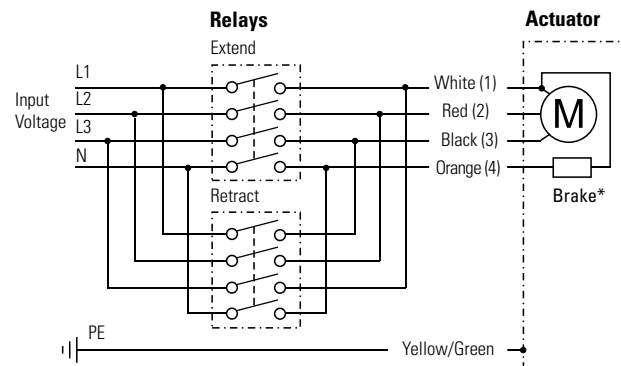 Relays
Actuator
Extend
L1
White (1)
Input
Voltage
L2
Red (2)
M
L3
Black (3)
N
Orange (4)
Retract
Brake*
PE
Yellow/Green